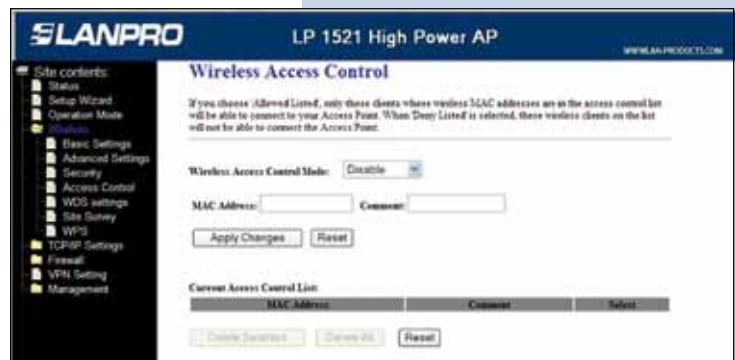 LANPRO
LP 1521 High Power AP
WWW.LAN-PRODUCTS.COM
Site contents:
Status
Setup Wizard
Operation Mode
Wireless
Basic Settings
Advanced Settings
Security
Access Control
WDS settings
Site Survey
WPS
TCP/IP Settings
Firewall
VPN Setting
Management
Wireless Access Control
If you choose 'Allowed Listed', only those clients whose wireless MAC addresses are in the access control list
will be able to connect to your Access Point. When 'Deny Listed' is selected, these wireless clients on the list
will not be able to connect the Access Point.
Wireless Access Control Mode: Disable
MAC Address: Comment:
Apply Changes Reset
Current Access Control List:
MAC Address Comment Select
Delete Selected Delete All Reset